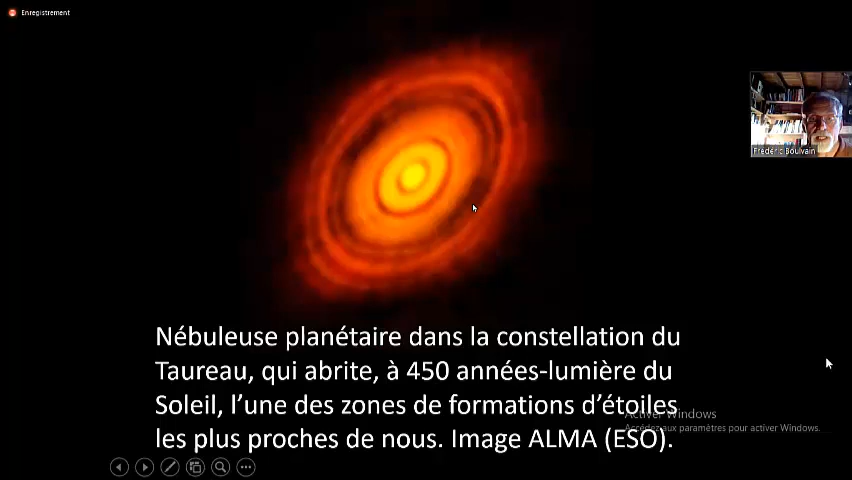 Enregistrement
Frédéric Boulvain
Nébuleuse planétaire dans la constellation du
Taureau, qui abrite, à 450 années-lumière du
Soleil, l’une des zones de formations d’étoiles
les plus proches de nous. Image ALMA (ESO).
Activer Windows
Accédez aux paramètres pour activer Windows.